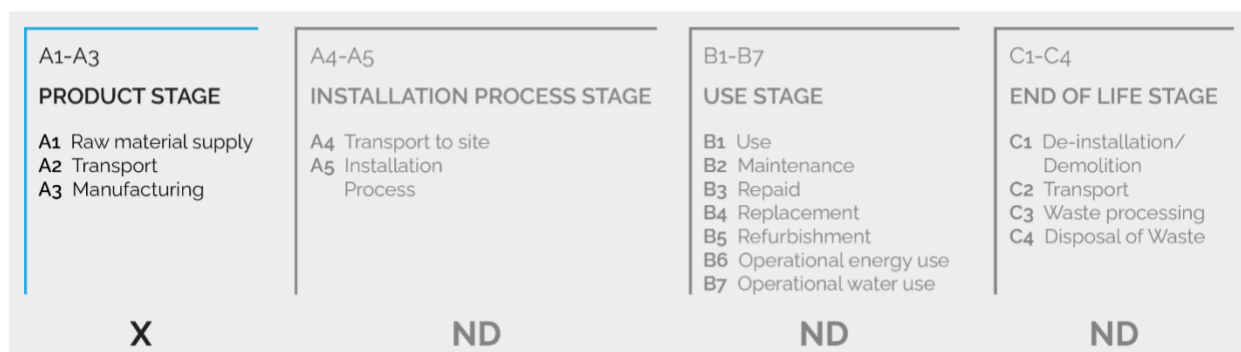 A1-A3
PRODUCT STAGE
A1 Raw material supply
A2 Transport
A3 Manufacturing
X
A4-A5
INSTALLATION PROCESS STAGE
A4 Transport to site
A5 Installation
Process
ND
B1-B7
USE STAGE
B1 Use
B2 Maintenance
B3 Repaid
B4 Replacement
B5 Refurbishment
B6 Operational energy use
B7 Operational water use
ND
C1-C4
END OF LIFE STAGE
C1 De-installation/
Demolition
C2 Transport
C3 Waste processing
C4 Disposal of Waste
ND